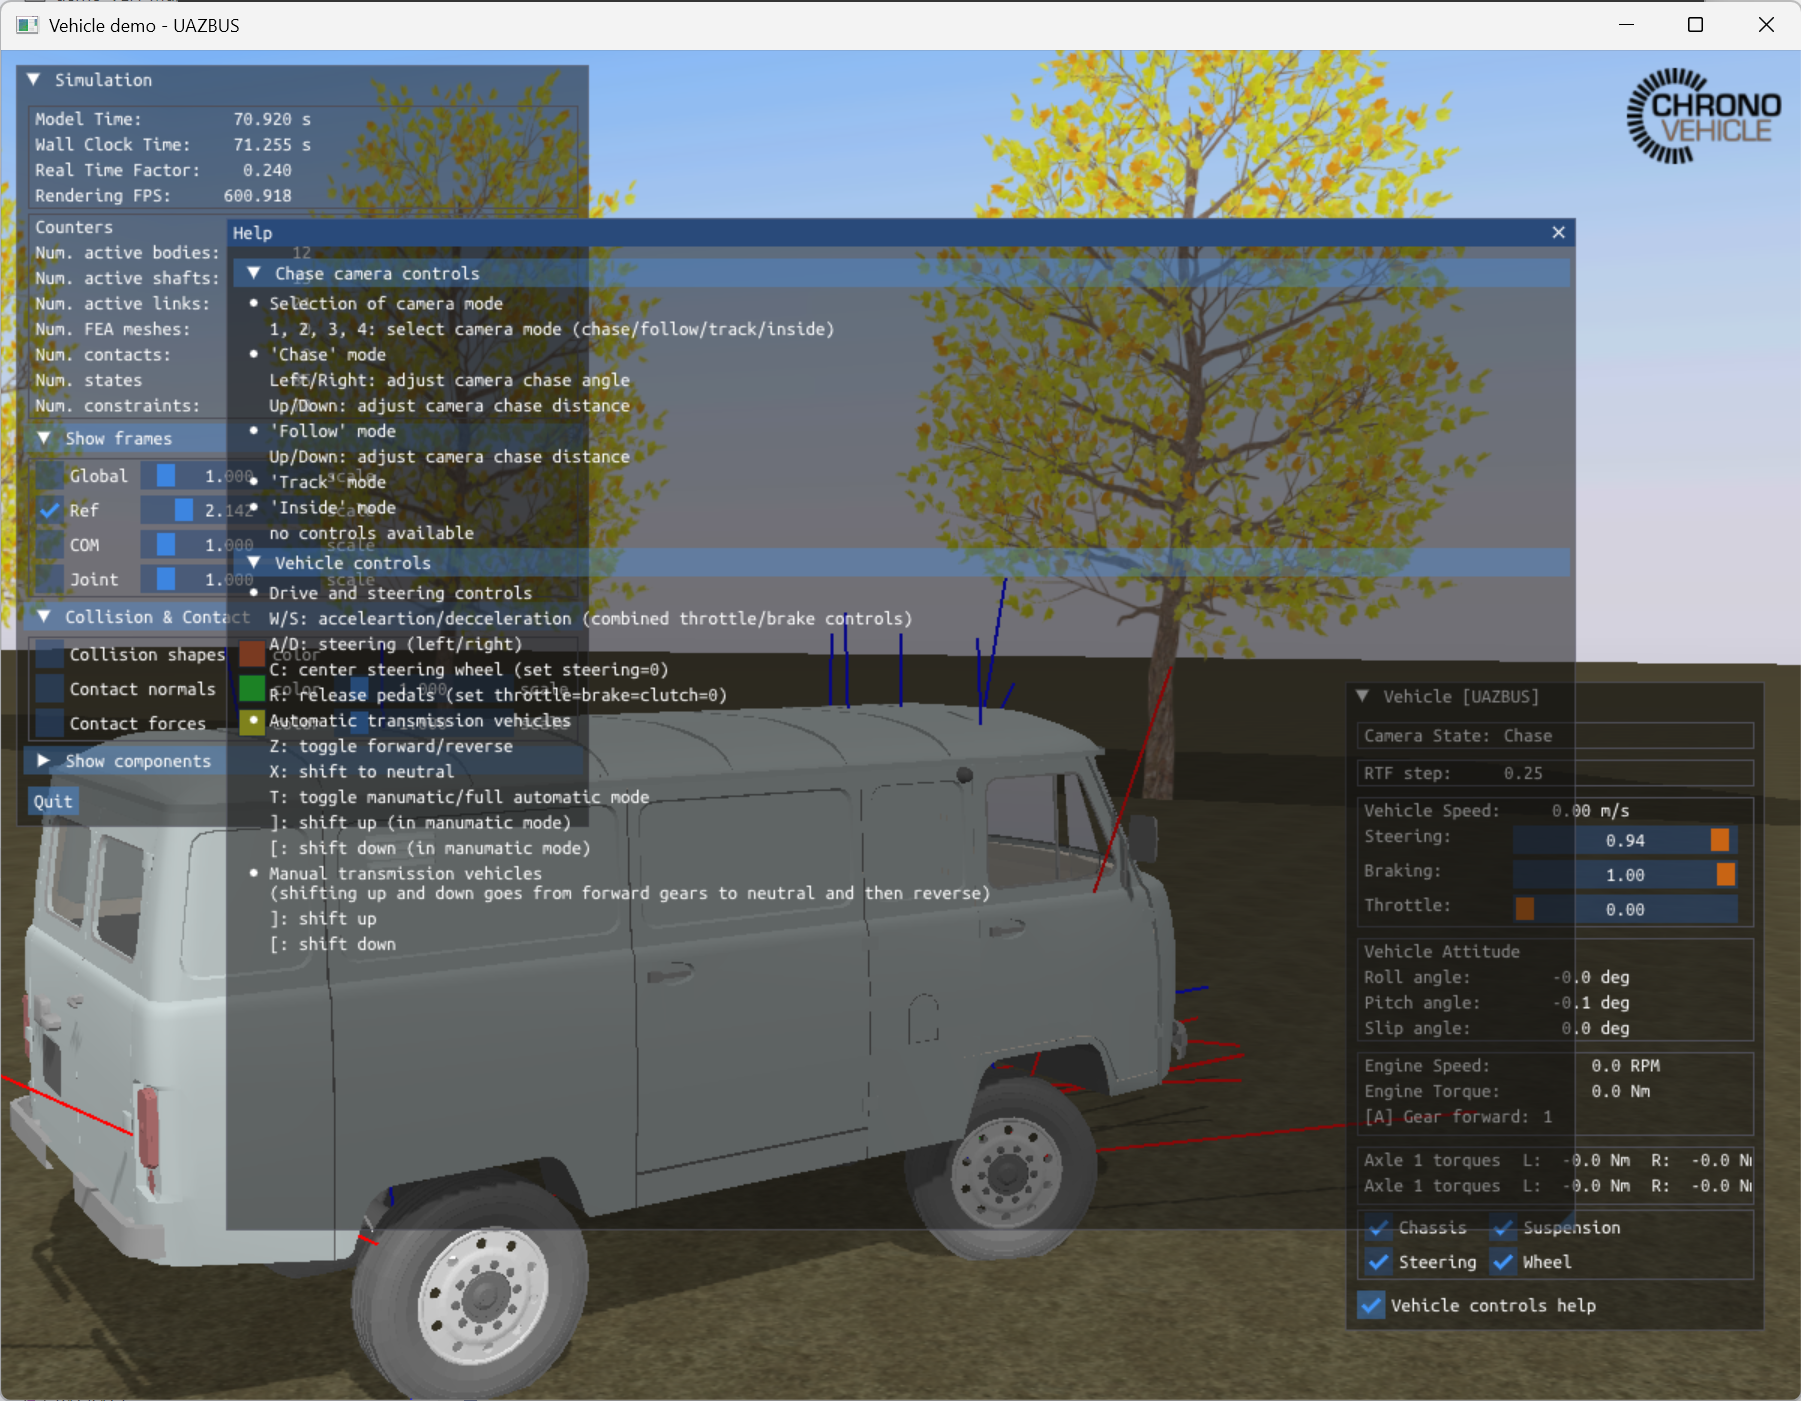 Vehicle demo - UAZBUS
Simulation
Model Time: 70.920 s
Wall Clock Time: 71.255 s
Real Time Factor: 0.240
Rendering FPS: 600.918
Counters
Num. active bodies: 12
Num. active shafts:
Num. active links:
Num. FEA meshes:
Num. contacts:
Num. states
Num. constraints:
Show frames
Global 1.000 scale
Ref 2.142 scale
COM 1.000 scale
Joint 1.000 scale
Collision & Contact
Collision shapes color
Contact normals color 1.000 scale
Contact forces color
Show components
Quit
Help
Chase camera controls
Selection of camera mode
1, 2, 3, 4: select camera mode (chase/follow/track/inside)
'Chase' mode
Left/Right: adjust camera chase angle
Up/Down: adjust camera chase distance
'Follow' mode
Up/Down: adjust camera chase distance
'Track' mode
'Inside' mode
no controls available
Vehicle controls
Drive and steering controls
W/S: acceleartion/decceleration (combined throttle/brake controls)
A/D: steering (left/right)
C: center steering wheel (set steering=0)
R: release pedals (set throttle=brake=clutch=0)
Automatic transmission vehicles
Z: toggle forward/reverse
X: shift to neutral
T: toggle manumatic/full automatic mode
]: shift up (in manumatic mode)
[: shift down (in manumatic mode)
Manual transmission vehicles
(shifting up and down goes from forward gears to neutral and then reverse)
]: shift up
[: shift down
CHRONO
VEHICLE
Vehicle [UAZBUS]
Camera State: Chase
RTF step: 0.25
Vehicle Speed: 0.00 m/s
Steering: 0.94
Braking: 1.00
Throttle: 0.00
Vehicle Attitude
Roll angle: -0.0 deg
Pitch angle: -0.1 deg
Slip angle: 0.0 deg
Engine Speed: 0.0 RPM
Engine Torque: 0.0 Nm
[A] Gear forward: 1
Axle 1 torques L: -0.0 Nm R: -0.0 N
Axle 1 torques L: -0.0 Nm R: -0.0 N
Chassis Suspension
Steering Wheel
Vehicle controls help